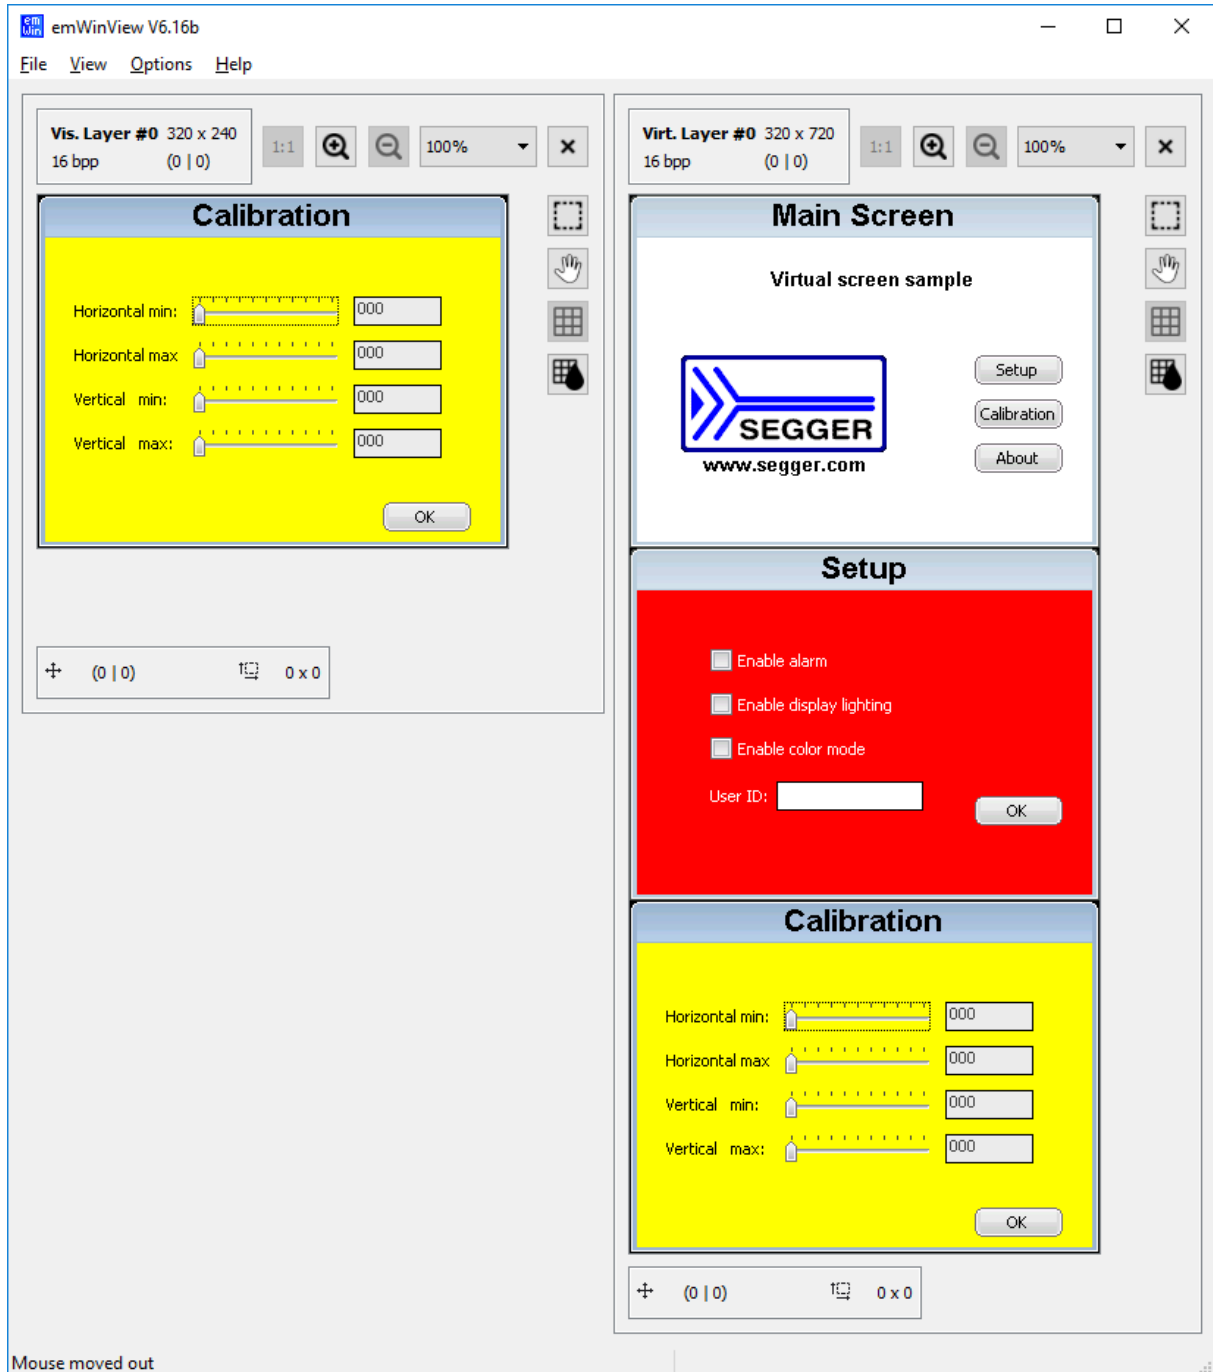 emWinView V6.16b
File View Options Help
Vis. Layer #0 320 x 240
16 bpp (0 | 0)
1:1
100%
Calibration
Horizontal min: 000
Horizontal max 000
Vertical min: 000
Vertical max: 000
OK
(0 | 0) 0 x 0
Virt. Layer #0 320 x 720
16 bpp (0 | 0)
1:1
100%
Main Screen
Virtual screen sample
SEGGER
www.segger.com
Setup
Calibration
About
Setup
Enable alarm
Enable display lighting
Enable color mode
User ID:
OK
Calibration
Horizontal min: 000
Horizontal max 000
Vertical min: 000
Vertical max: 000
OK
(0 | 0) 0 x 0
Mouse moved out